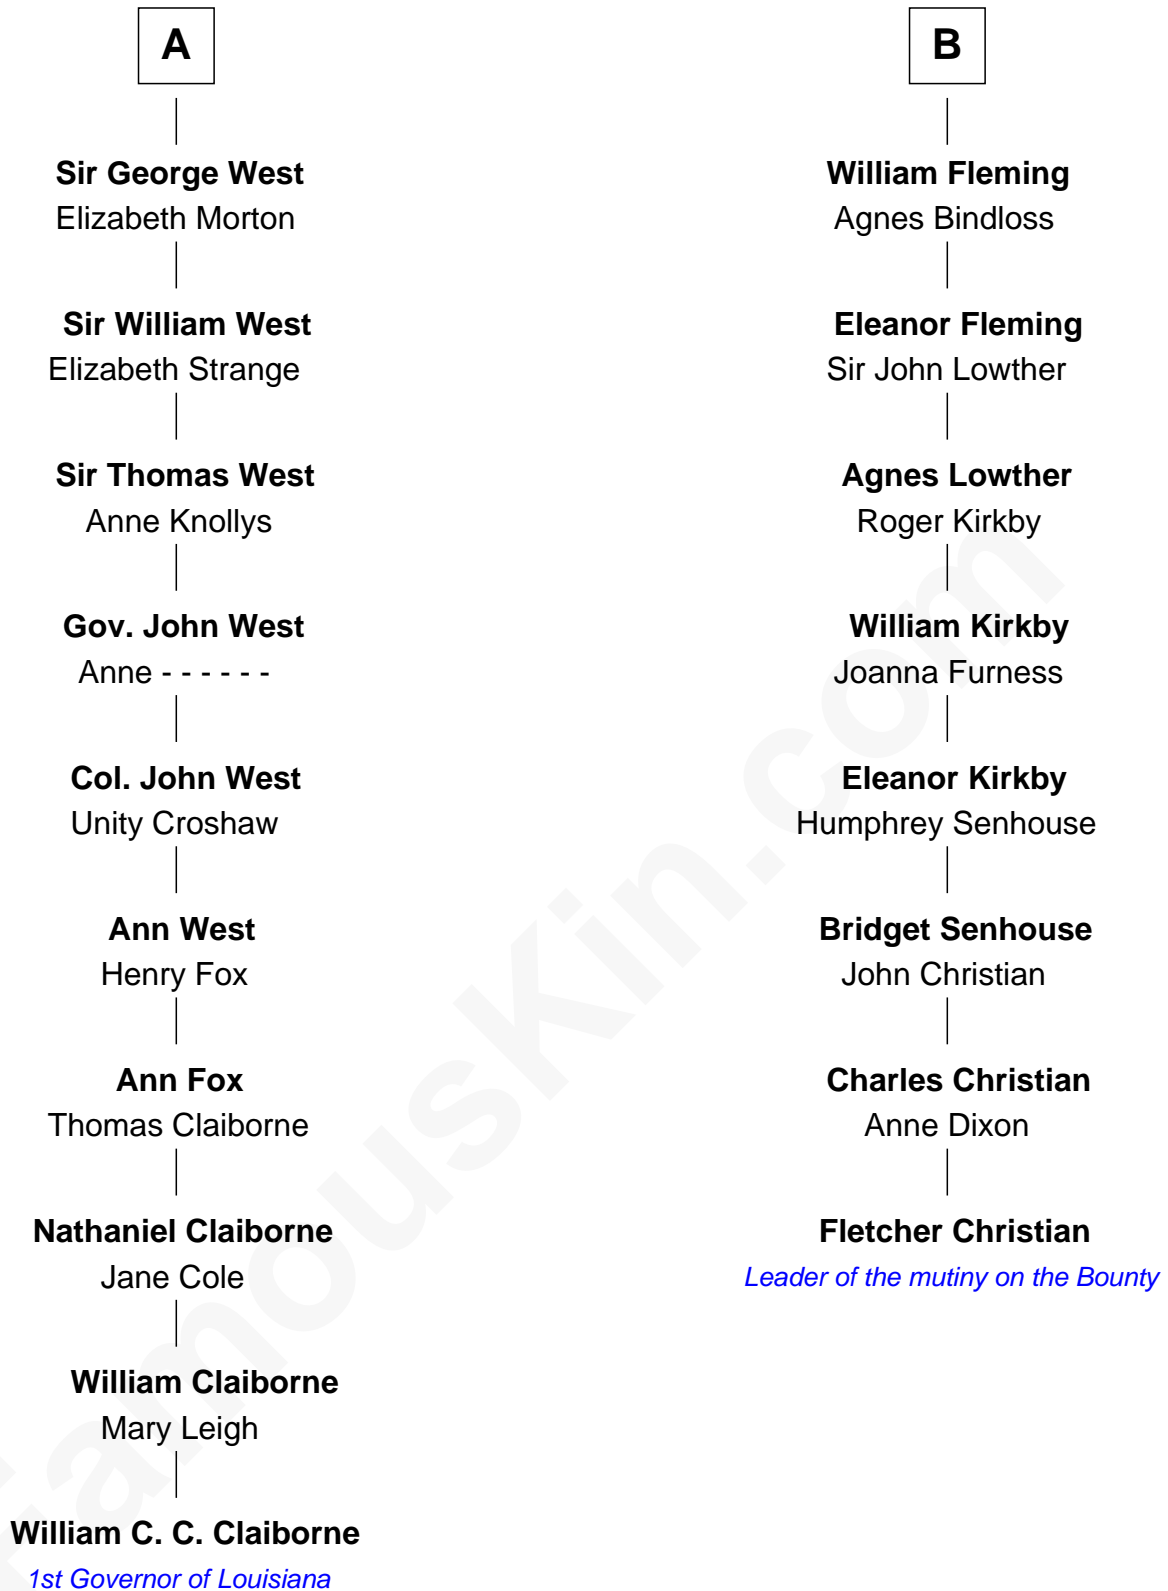 A
Sir George West
Elizabeth Morton
Sir William West
Elizabeth Strange
Sir Thomas West
Anne Knollys
Gov. John West
Anne - - - - - -
Col. John West
Unity Croshaw
Ann West
Henry Fox
Ann Fox
Thomas Claiborne
Nathaniel Claiborne
Jane Cole
William Claiborne
Mary Leigh
William C. C. Claiborne
1st Governor of Louisiana
B
William Fleming
Agnes Bindloss
Eleanor Fleming
Sir John Lowther
Agnes Lowther
Roger Kirkby
William Kirkby
Joanna Furness
Eleanor Kirkby
Humphrey Senhouse
Bridget Senhouse
John Christian
Charles Christian
Anne Dixon
Fletcher Christian
Leader of the mutiny on the Bounty
FamousKin.com